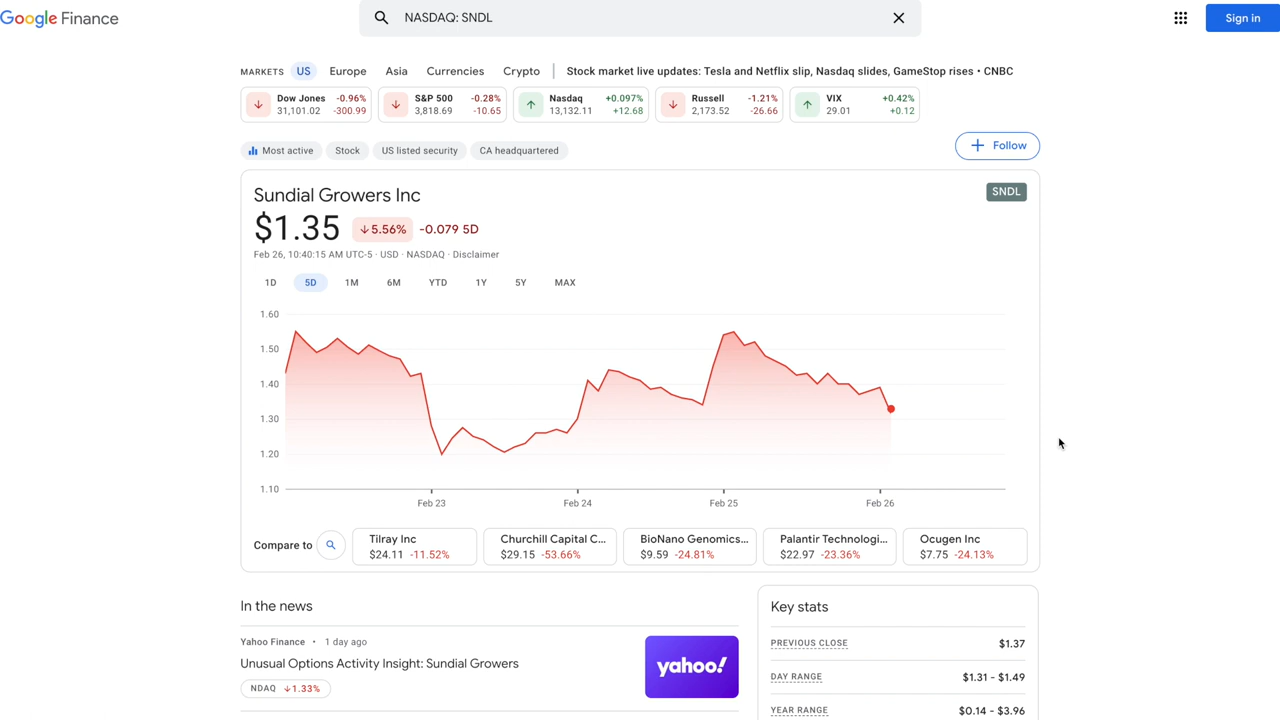 Google Finance
NASDAQ: SNDL
Sign in
MARKETS US Europe Asia Currencies Crypto Stock market live updates: Tesla and Netflix slip, Nasdaq slides, GameStop rises • CNBC
Dow Jones -0.96%
31,101.02 -300.99
S&P 500 -0.28%
3,818.69 -10.65
Nasdaq +0.097%
13,132.11 +12.68
Russell -1.21%
2,173.52 -26.66
VIX +0.42%
29.01 +0.12
Most active Stock US listed security CA headquartered
Follow
Sundial Growers Inc
SNDL
$1.35 5.56% -0.079 5D
Feb 26, 10:40:15 AM UTC-5 · USD · NASDAQ · Disclaimer
1D 5D 1M 6M YTD 1Y 5Y MAX
1.60
1.50
1.40
1.30
1.20
1.10
Feb 23 Feb 24 Feb 25 Feb 26
Compare to
Tilray Inc
$24.11 -11.52%
Churchill Capital C...
$29.15 -53.66%
BioNano Genomics...
$9.59 -24.81%
Palantir Technologi...
$22.97 -23.36%
Ocugen Inc
$7.75 -24.13%
In the news
Yahoo Finance • 1 day ago
Unusual Options Activity Insight: Sundial Growers
NDAQ 1.33%
yahoo!
Key stats
PREVIOUS CLOSE $1.37
DAY RANGE $1.31 - $1.49
YEAR RANGE $0.14 - $3.96